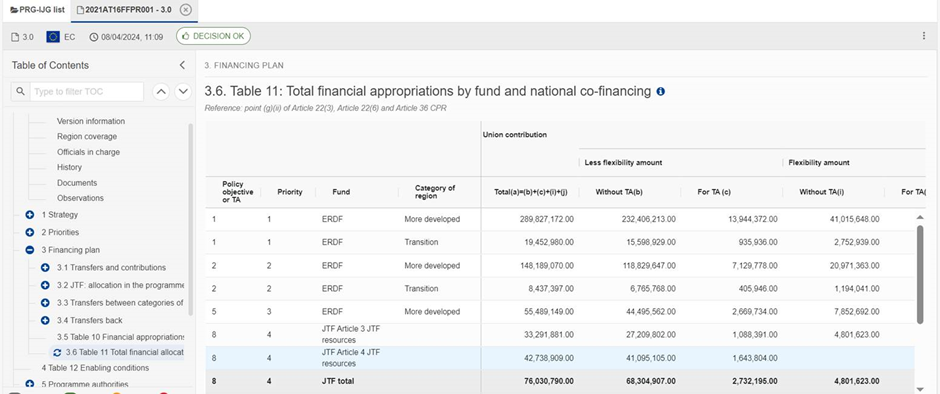 PRG-IJG list
2021AT16FFPR001 - 3.0
3.0 EC 08/04/2024, 11:09 DECISION OK
Table of Contents
Type to filter TOC
Version information
Region coverage
Officials in charge
History
Documents
Observations
1 Strategy
2 Priorities
3 Financing plan
3.1 Transfers and contributions
3.2 JTF: allocation in the programme
3.3 Transfers between categories of
3.4 Transfers back
3.5 Table 10 Financial appropriations
3.6 Table 11 Total financial allocat
4 Table 12 Enabling conditions
5 Programme authorities
3. FINANCING PLAN
3.6. Table 11: Total financial appropriations by fund and national co-financing
Reference: point (g)(ii) of Article 22(3), Article 22(6) and Article 36 CPR
Union contribution
Less flexibility amount Flexibility amount
Policy objective or TA Priority Fund Category of region Total(a)=(b)+(c)+(i)+(j) Without TA(b) For TA (c) Without TA(i) For TA(
1 1 ERDF More developed 289,827,172.00 232,406,213.00 13,944,372.00 41,015,648.00
1 1 ERDF Transition 19,452,980.00 15,598,929.00 935,936.00 2,752,939.00
2 2 ERDF More developed 148,189,070.00 118,829,647.00 7,129,778.00 20,971,363.00
2 2 ERDF Transition 8,437,397.00 6,765,768.00 405,946.00 1,194,041.00
5 3 ERDF More developed 55,489,149.00 44,495,562.00 2,669,734.00 7,852,692.00
8 4 JTF Article 3 JTF resources 33,291,881.00 27,209,802.00 1,088,391.00 4,801,623.00
8 4 JTF Article 4 JTF resources 42,738,909.00 41,095,105.00 1,643,804.00
8 4 JTF total 76,030,790.00 68,304,907.00 2,732,195.00 4,801,623.00